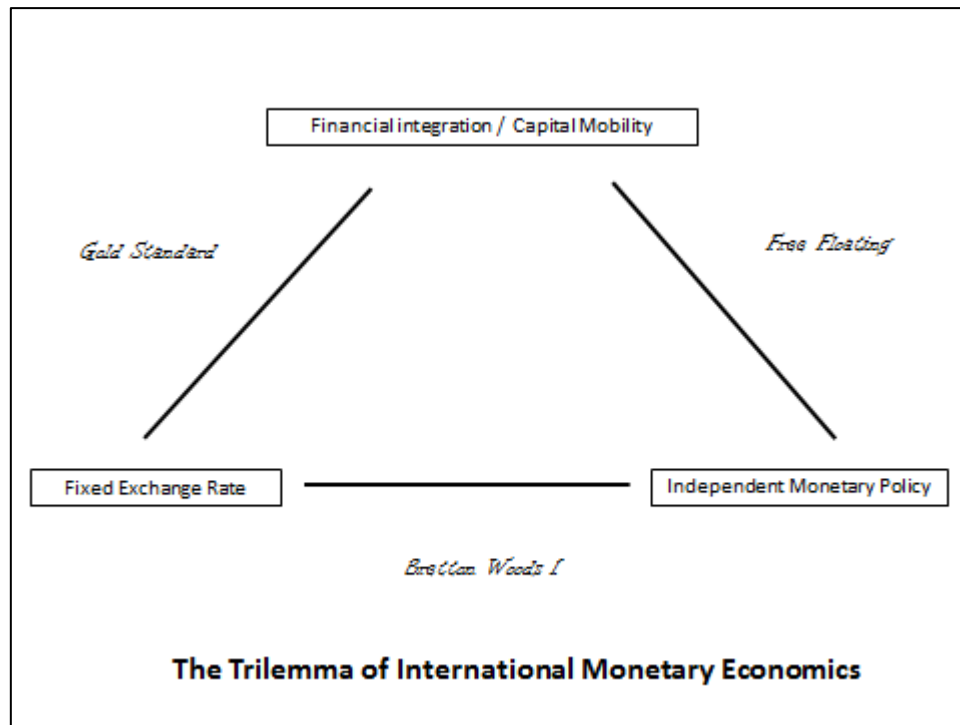 Financial integration / Capital Mobility
Gold Standard
Free Floating
Fixed Exchange Rate
Independent Monetary Policy
Bretton Woods I
The Trilemma of International Monetary Economics